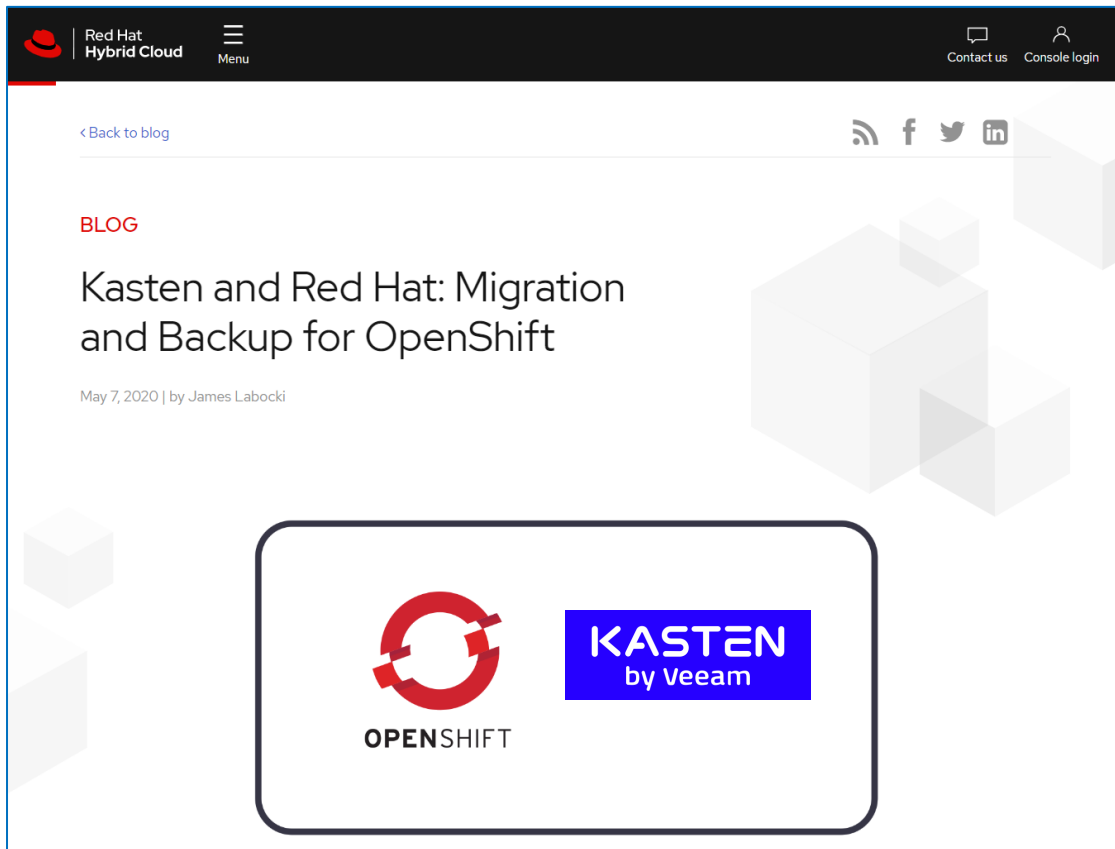 Red Hat
Hybrid Cloud
Menu
Contact us
Console login
< Back to blog
f
in
BLOG
Kasten and Red Hat: Migration
and Backup for OpenShift
May 7, 2020 | by James Labocki
OPENSHIFT
KASTEN
by Veeam